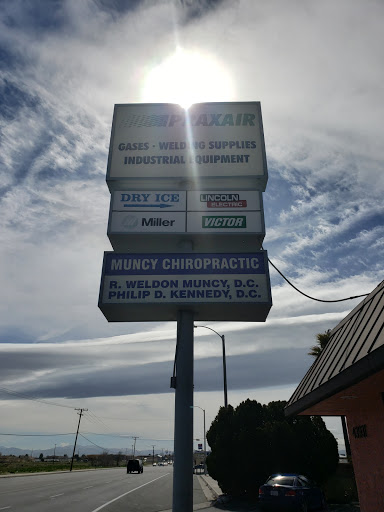 PRAXAIR
GASES · WELDING SUPPLIES
INDUSTRIAL EQUIPMENT
DRY ICE
LINCOLN
ELECTRIC
Miller
VICTOR
MUNCY CHIROPRACTIC
R. WELDON MUNCY, D.C.
PHILIP D. KENNEDY, D.C.